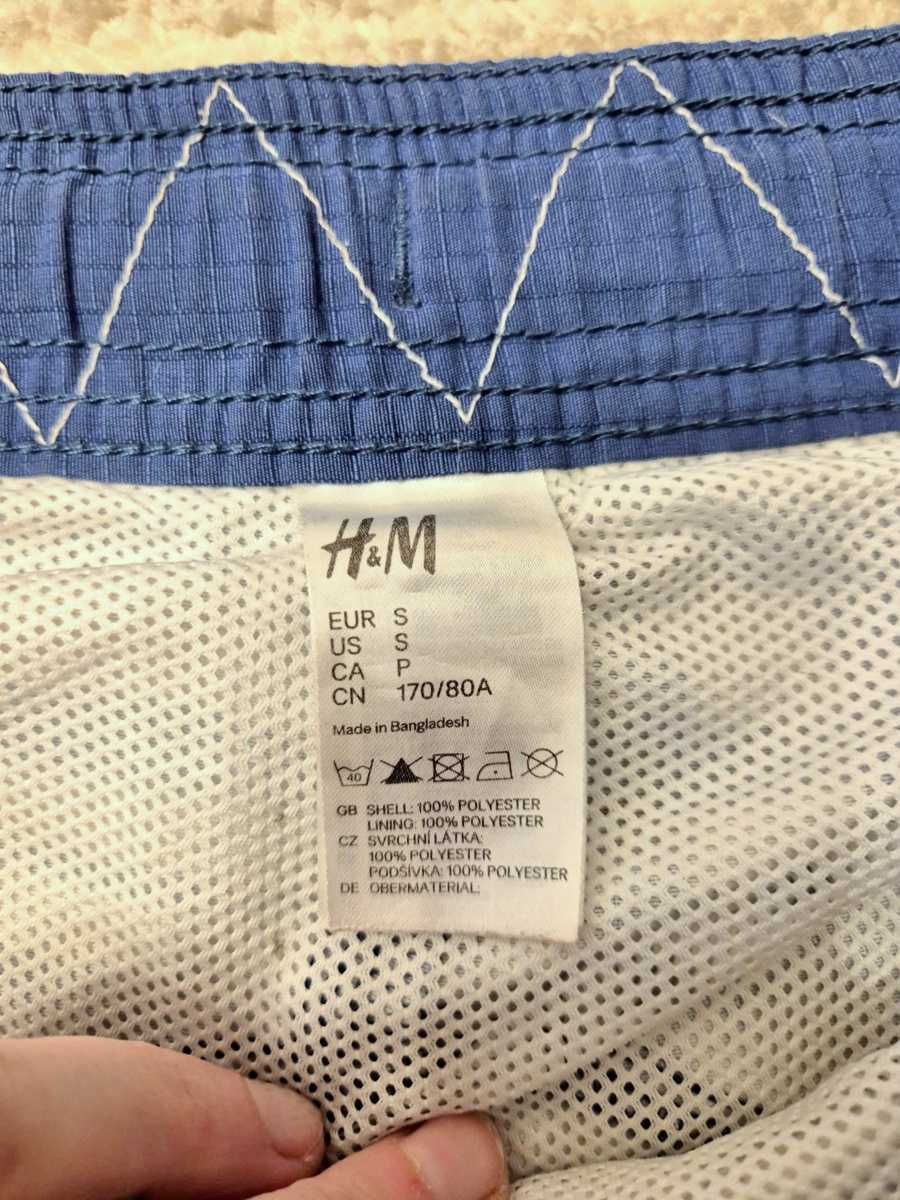 H&M
EUR S
US S
CA P
CN 170/80A
Made in Bangladesh
40
GB SHELL: 100% POLYESTER
LINING: 100% POLYESTER
CZ SVRCHNÍ LÁTKA:
100% POLYESTER
PODŠÍVKA: 100% POLYESTER
DE OBERMATERIAL: